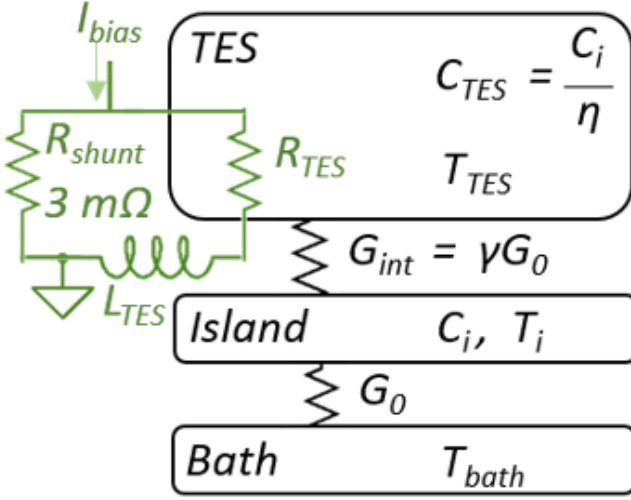 I_bias
TES
C_TES = C_i / η
R_shunt
3 mΩ
R_TES
T_TES
G_int = γG_0
L_TES
Island C_i, T_i
G_0
Bath T_bath